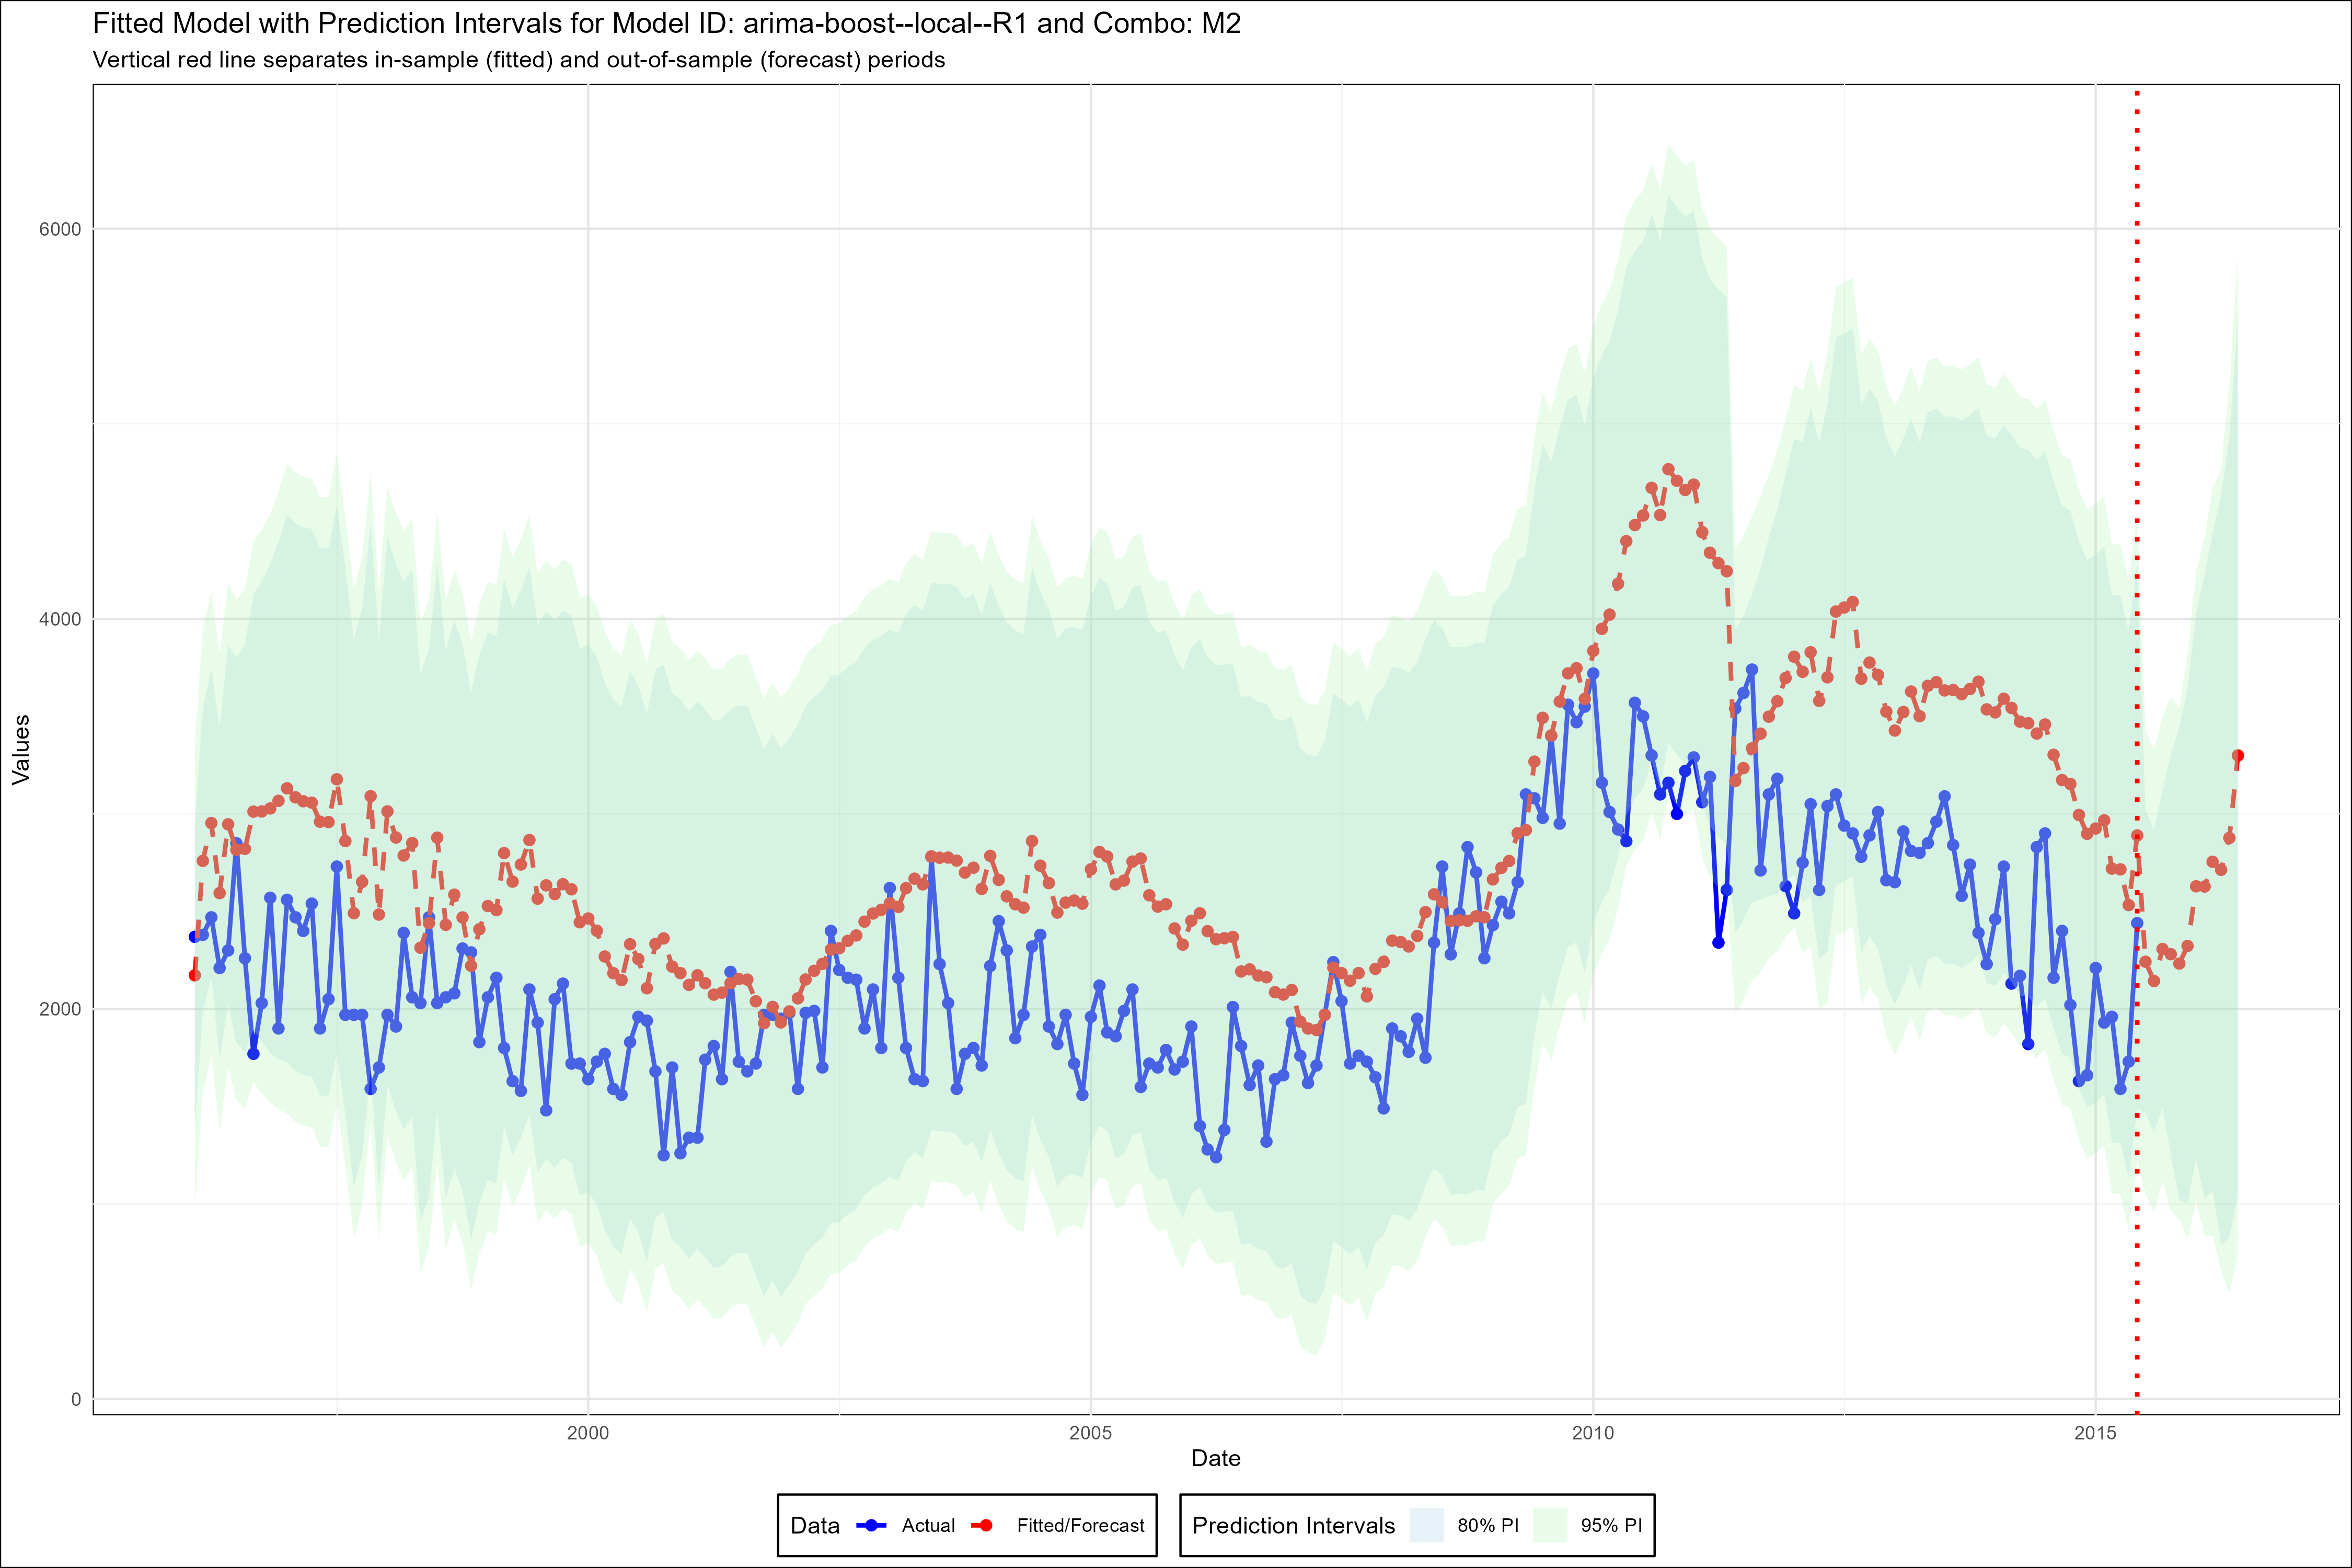 Fitted Model with Prediction Intervals for Model ID: arima-boost--local--R1 and Combo: M2
Vertical red line separates in-sample (fitted) and out-of-sample (forecast) periods
6000
4000
2000
0
Values
2000 2005 2010 2015
Date
Data Actual Fitted/Forecast Prediction Intervals 80% PI 95% PI